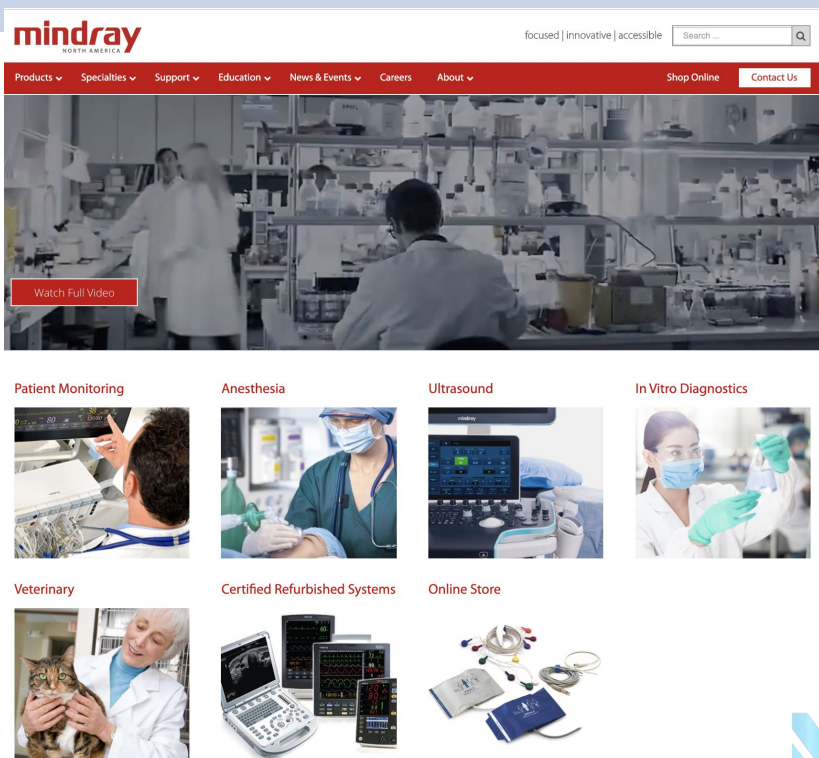 mindray
NORTH AMERICA
focused | innovative | accessible
Search ...
Products Specialties Support Education News & Events Careers About Shop Online Contact Us
Watch Full Video
Patient Monitoring Anesthesia Ultrasound In Vitro Diagnostics
mindray
Veterinary Certified Refurbished Systems Online Store